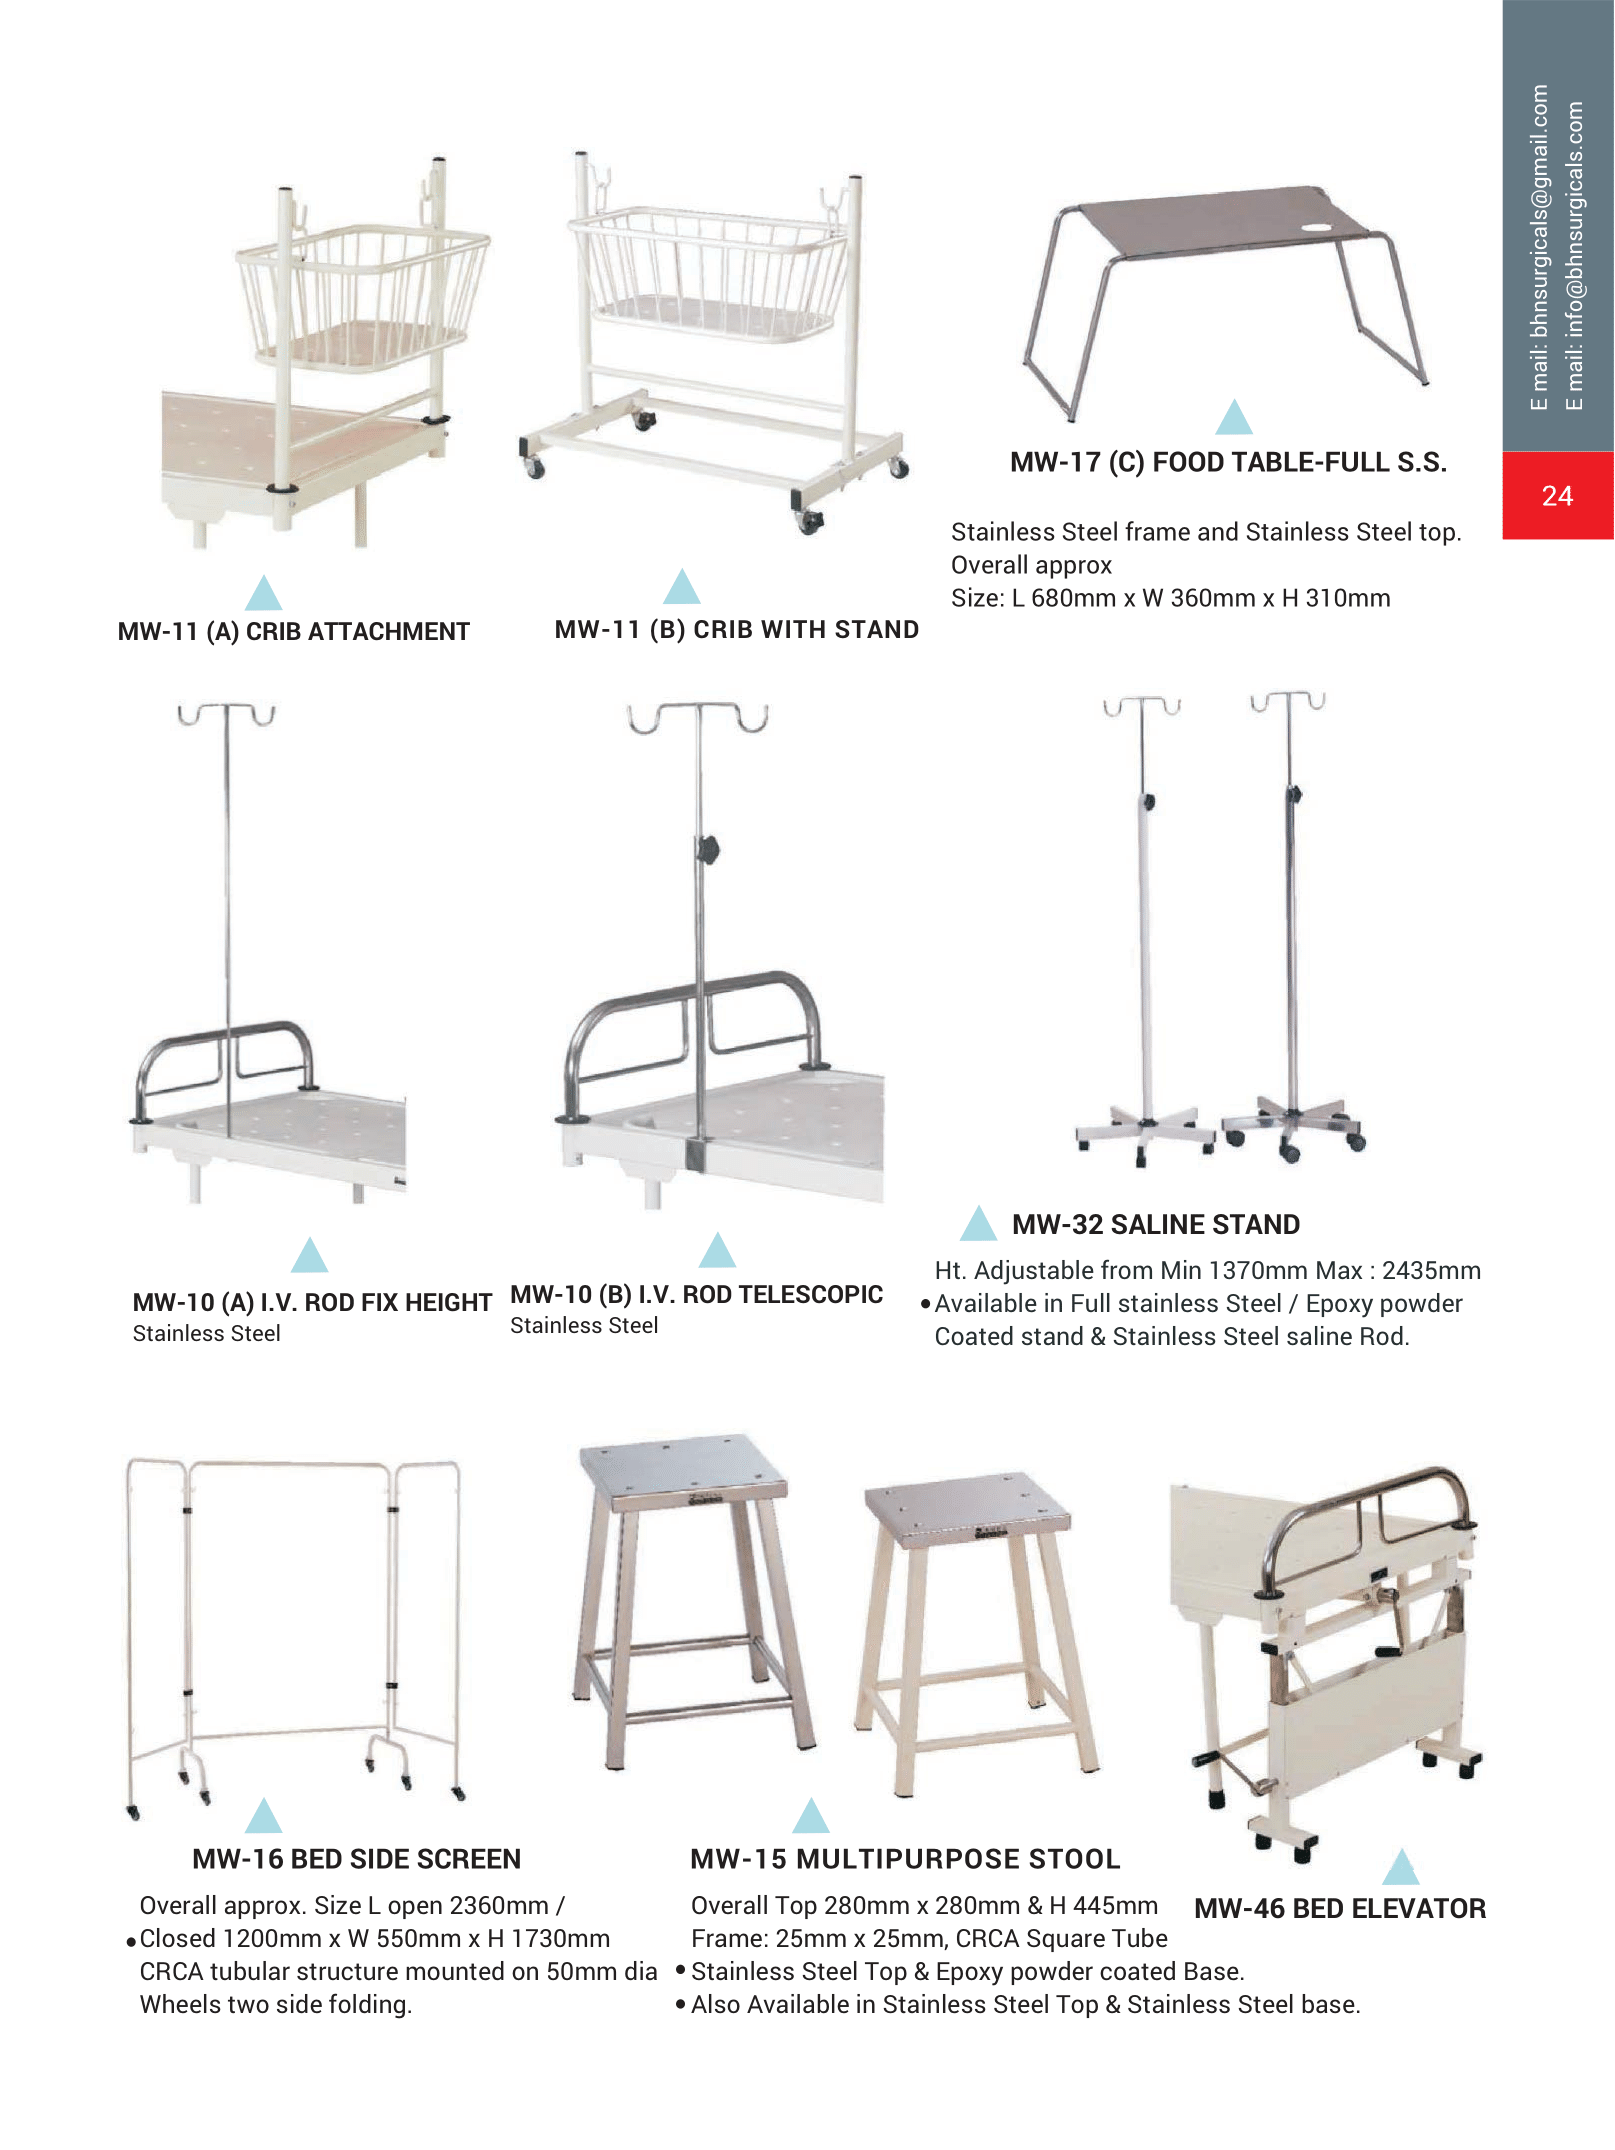 E mail: bhnsurgicals@gmail.com
E mail: info@bhnsurgicals.com
24
MW-17 (C) FOOD TABLE-FULL S.S.
Stainless Steel frame and Stainless Steel top.
Overall approx
Size: L 680mm x W 360mm x H 310mm
MW-11 (A) CRIB ATTACHMENT
MW-11 (B) CRIB WITH STAND
MW-10 (A) I.V. ROD FIX HEIGHT
Stainless Steel
MW-10 (B) I.V. ROD TELESCOPIC
Stainless Steel
MW-32 SALINE STAND
Ht. Adjustable from Min 1370mm Max : 2435mm
•Available in Full stainless Steel / Epoxy powder
Coated stand & Stainless Steel saline Rod.
MW-16 BED SIDE SCREEN
Overall approx. Size L open 2360mm /
•Closed 1200mm x W 550mm x H 1730mm
CRCA tubular structure mounted on 50mm dia
Wheels two side folding.
MW-15 MULTIPURPOSE STOOL
Overall Top 280mm x 280mm & H 445mm
Frame: 25mm x 25mm, CRCA Square Tube
•Stainless Steel Top & Epoxy powder coated Base.
•Also Available in Stainless Steel Top & Stainless Steel base.
MW-46 BED ELEVATOR